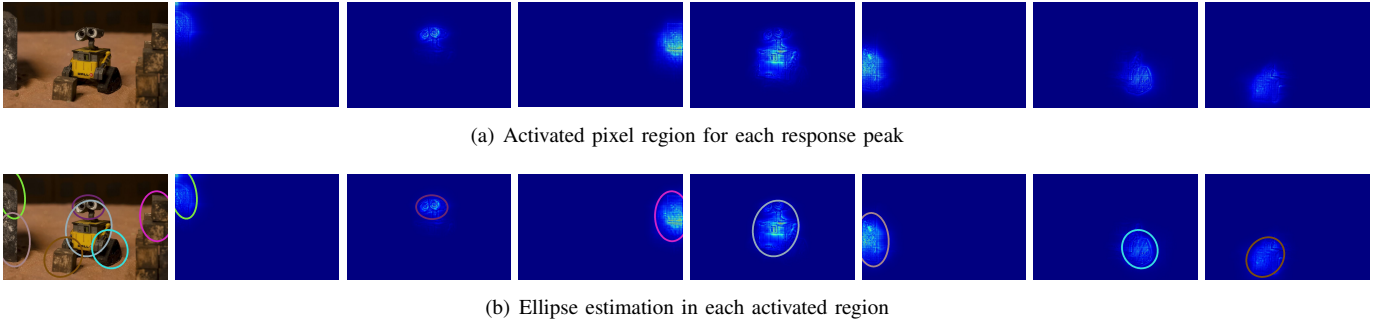 (a) Activated pixel region for each response peak
(b) Ellipse estimation in each activated region